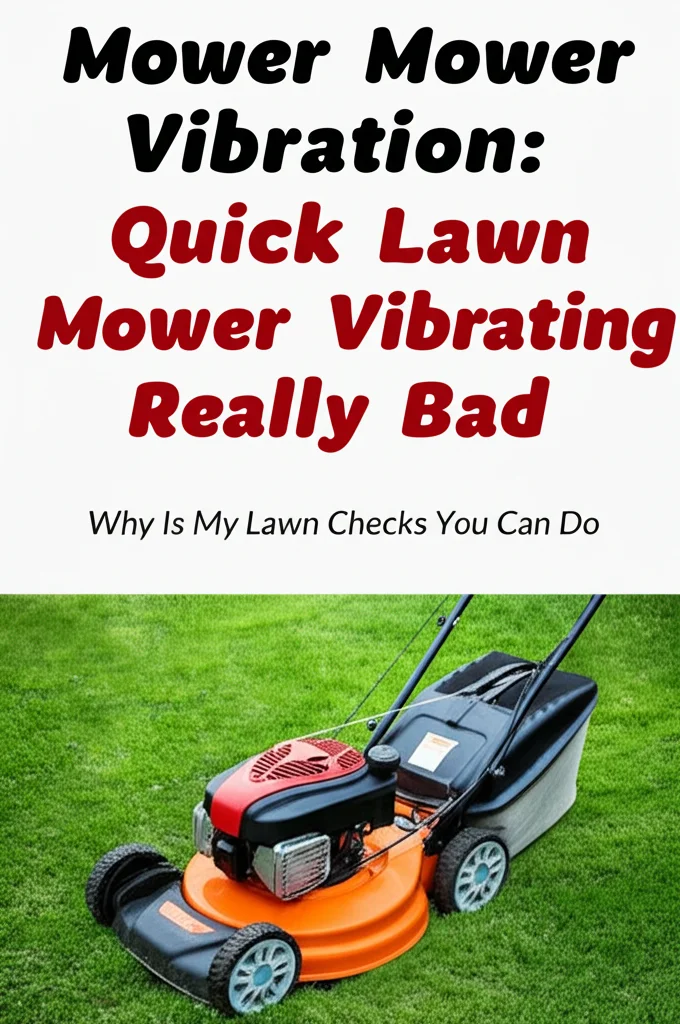 Mower Mower
Vibration:
Quick Lawn
Mower Vibrating
Really Bad
Why Is My Lawn Checks You Can Do